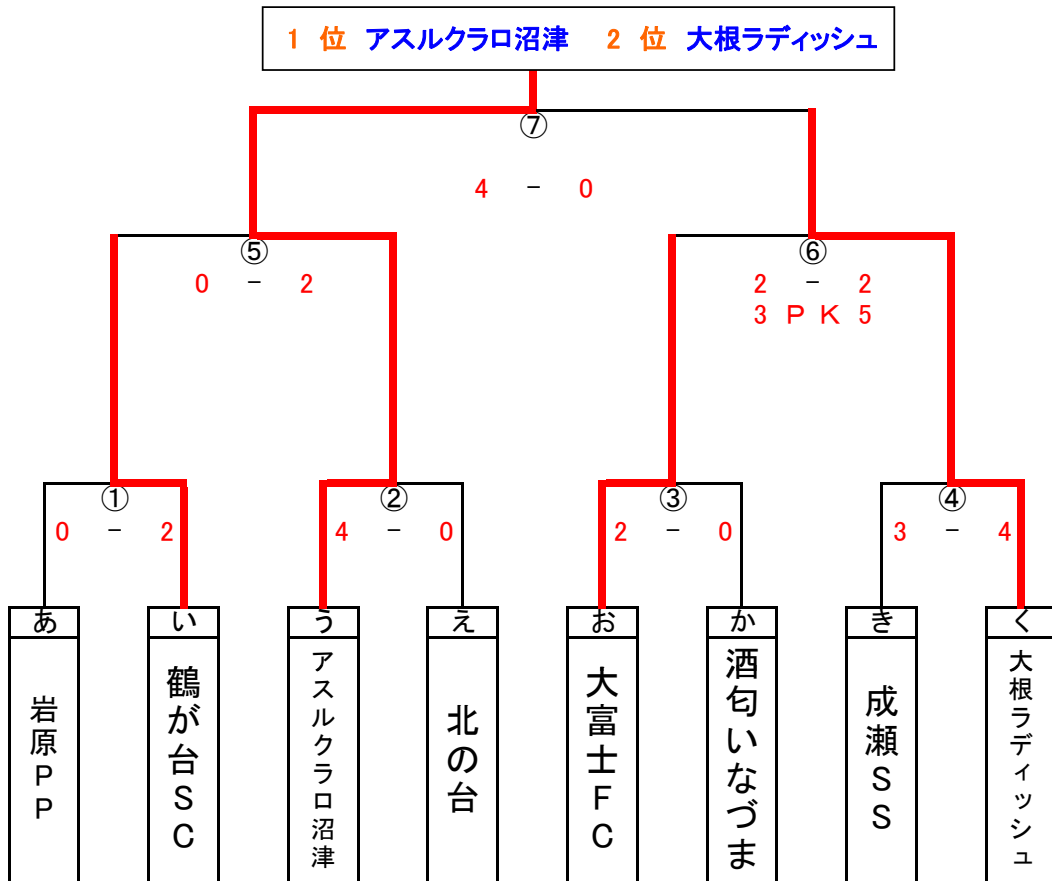 1 位 アスルクラロ沼津 2 位 大根ラディッシュ
⑦
4 － 0
⑤ ⑥
0 － 2 2 － 2
3 Ｐ Ｋ 5
① ② ③ ④
0 － 2 4 － 0 2 － 0 3 － 4
あ い う え お か き く
岩原ＰＰ
鶴が台ＳＣ
アスルクラロ沼津
北の台
大富士ＦＣ
酒匂いなづま
成瀬ＳＳ
大根ラディッシュ